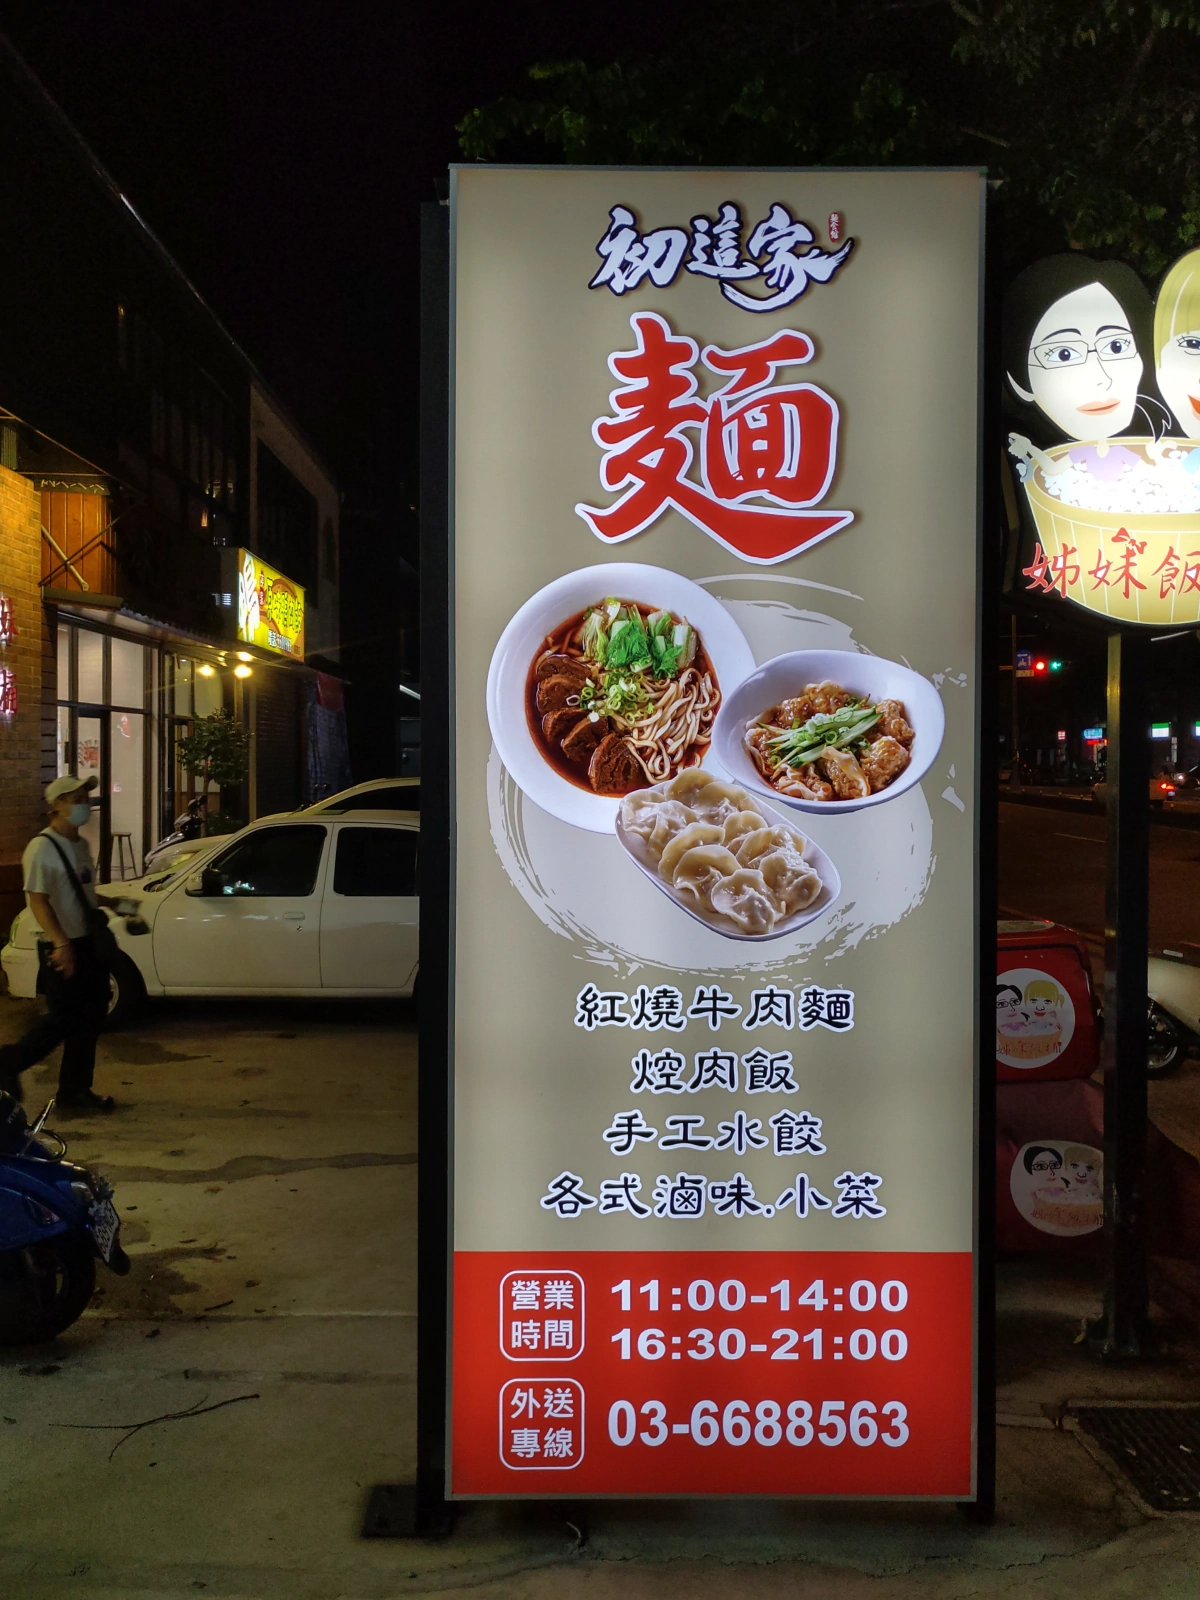 初這家
麵
紅燒牛肉麵
焢肉飯
手工水餃
各式滷味.小菜
營業
時間
11:00-14:00
16:30-21:00
外送
專線
03-6688563
姊妹飯